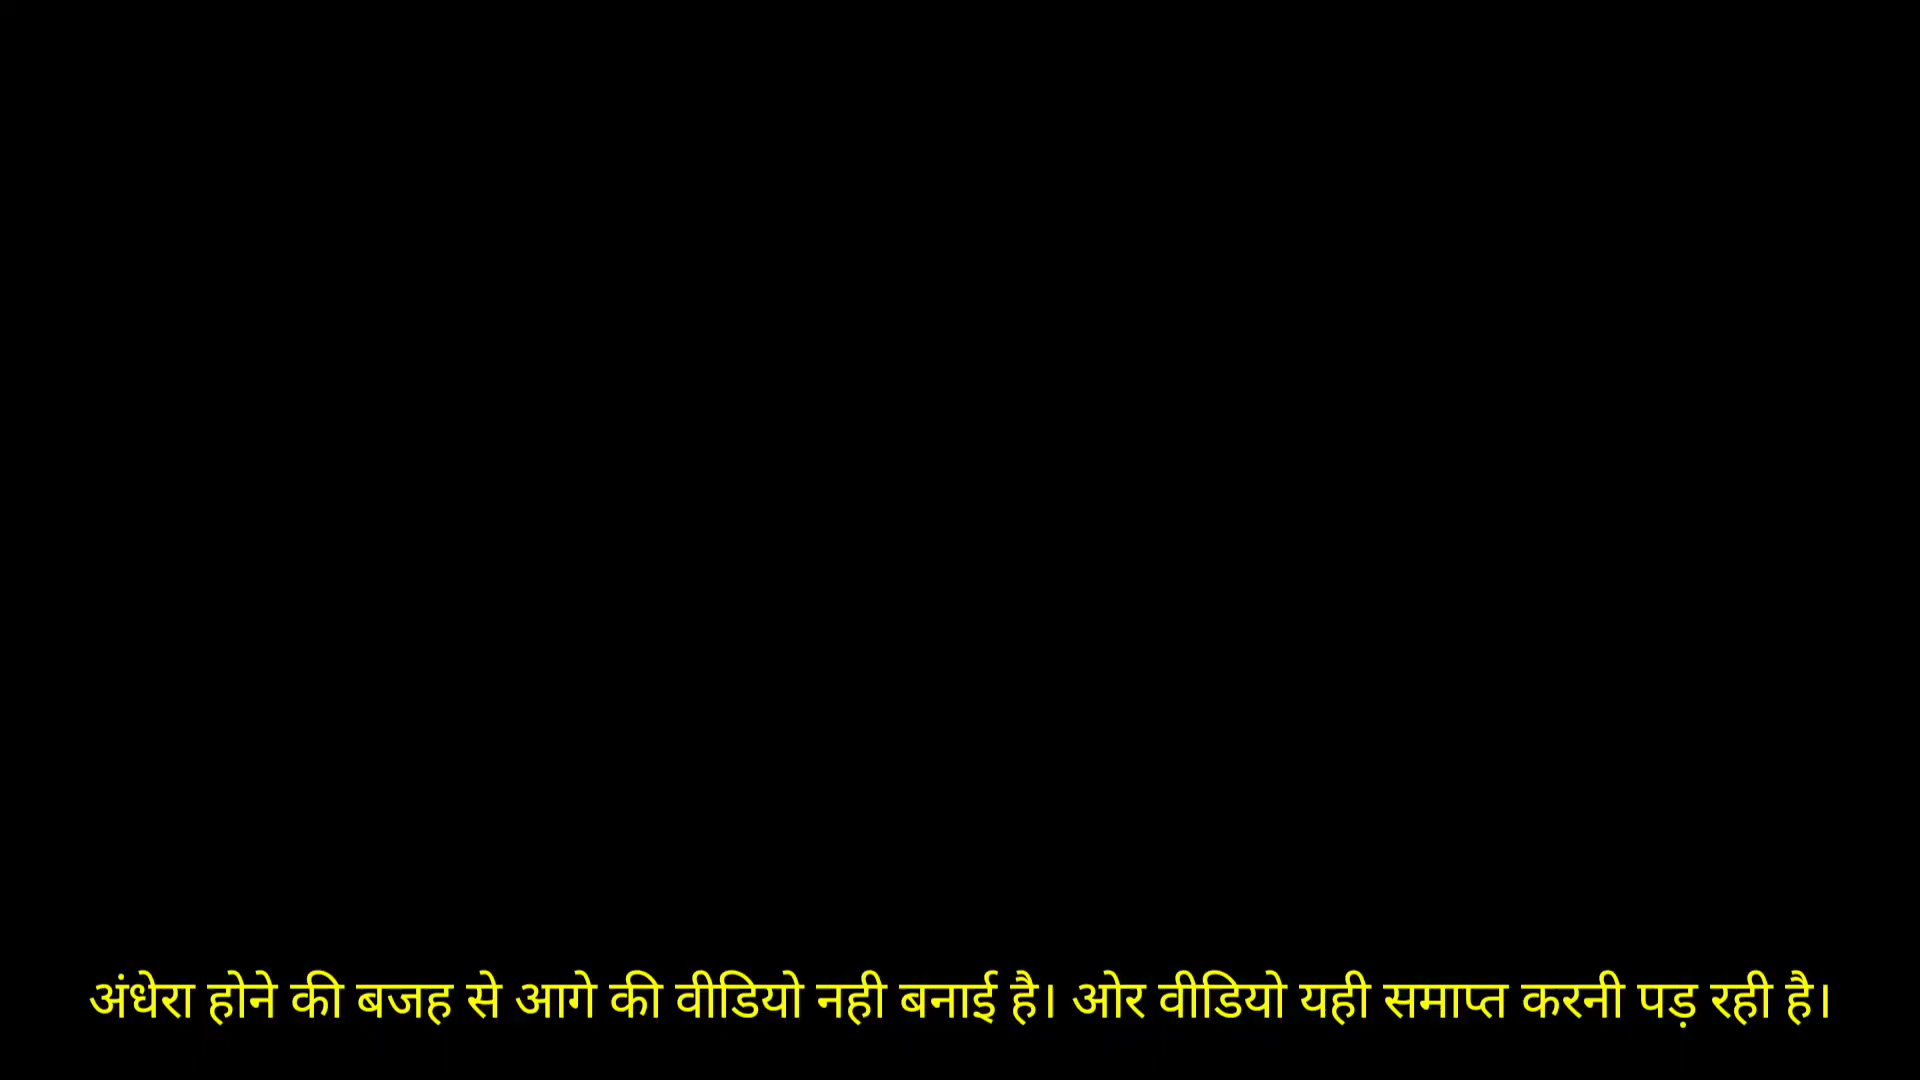 अंधेरा होने की बजह से आगे की वीडियो नही बनाई है। ओर वीडियो यही समाप्त करनी पड़ रही है।